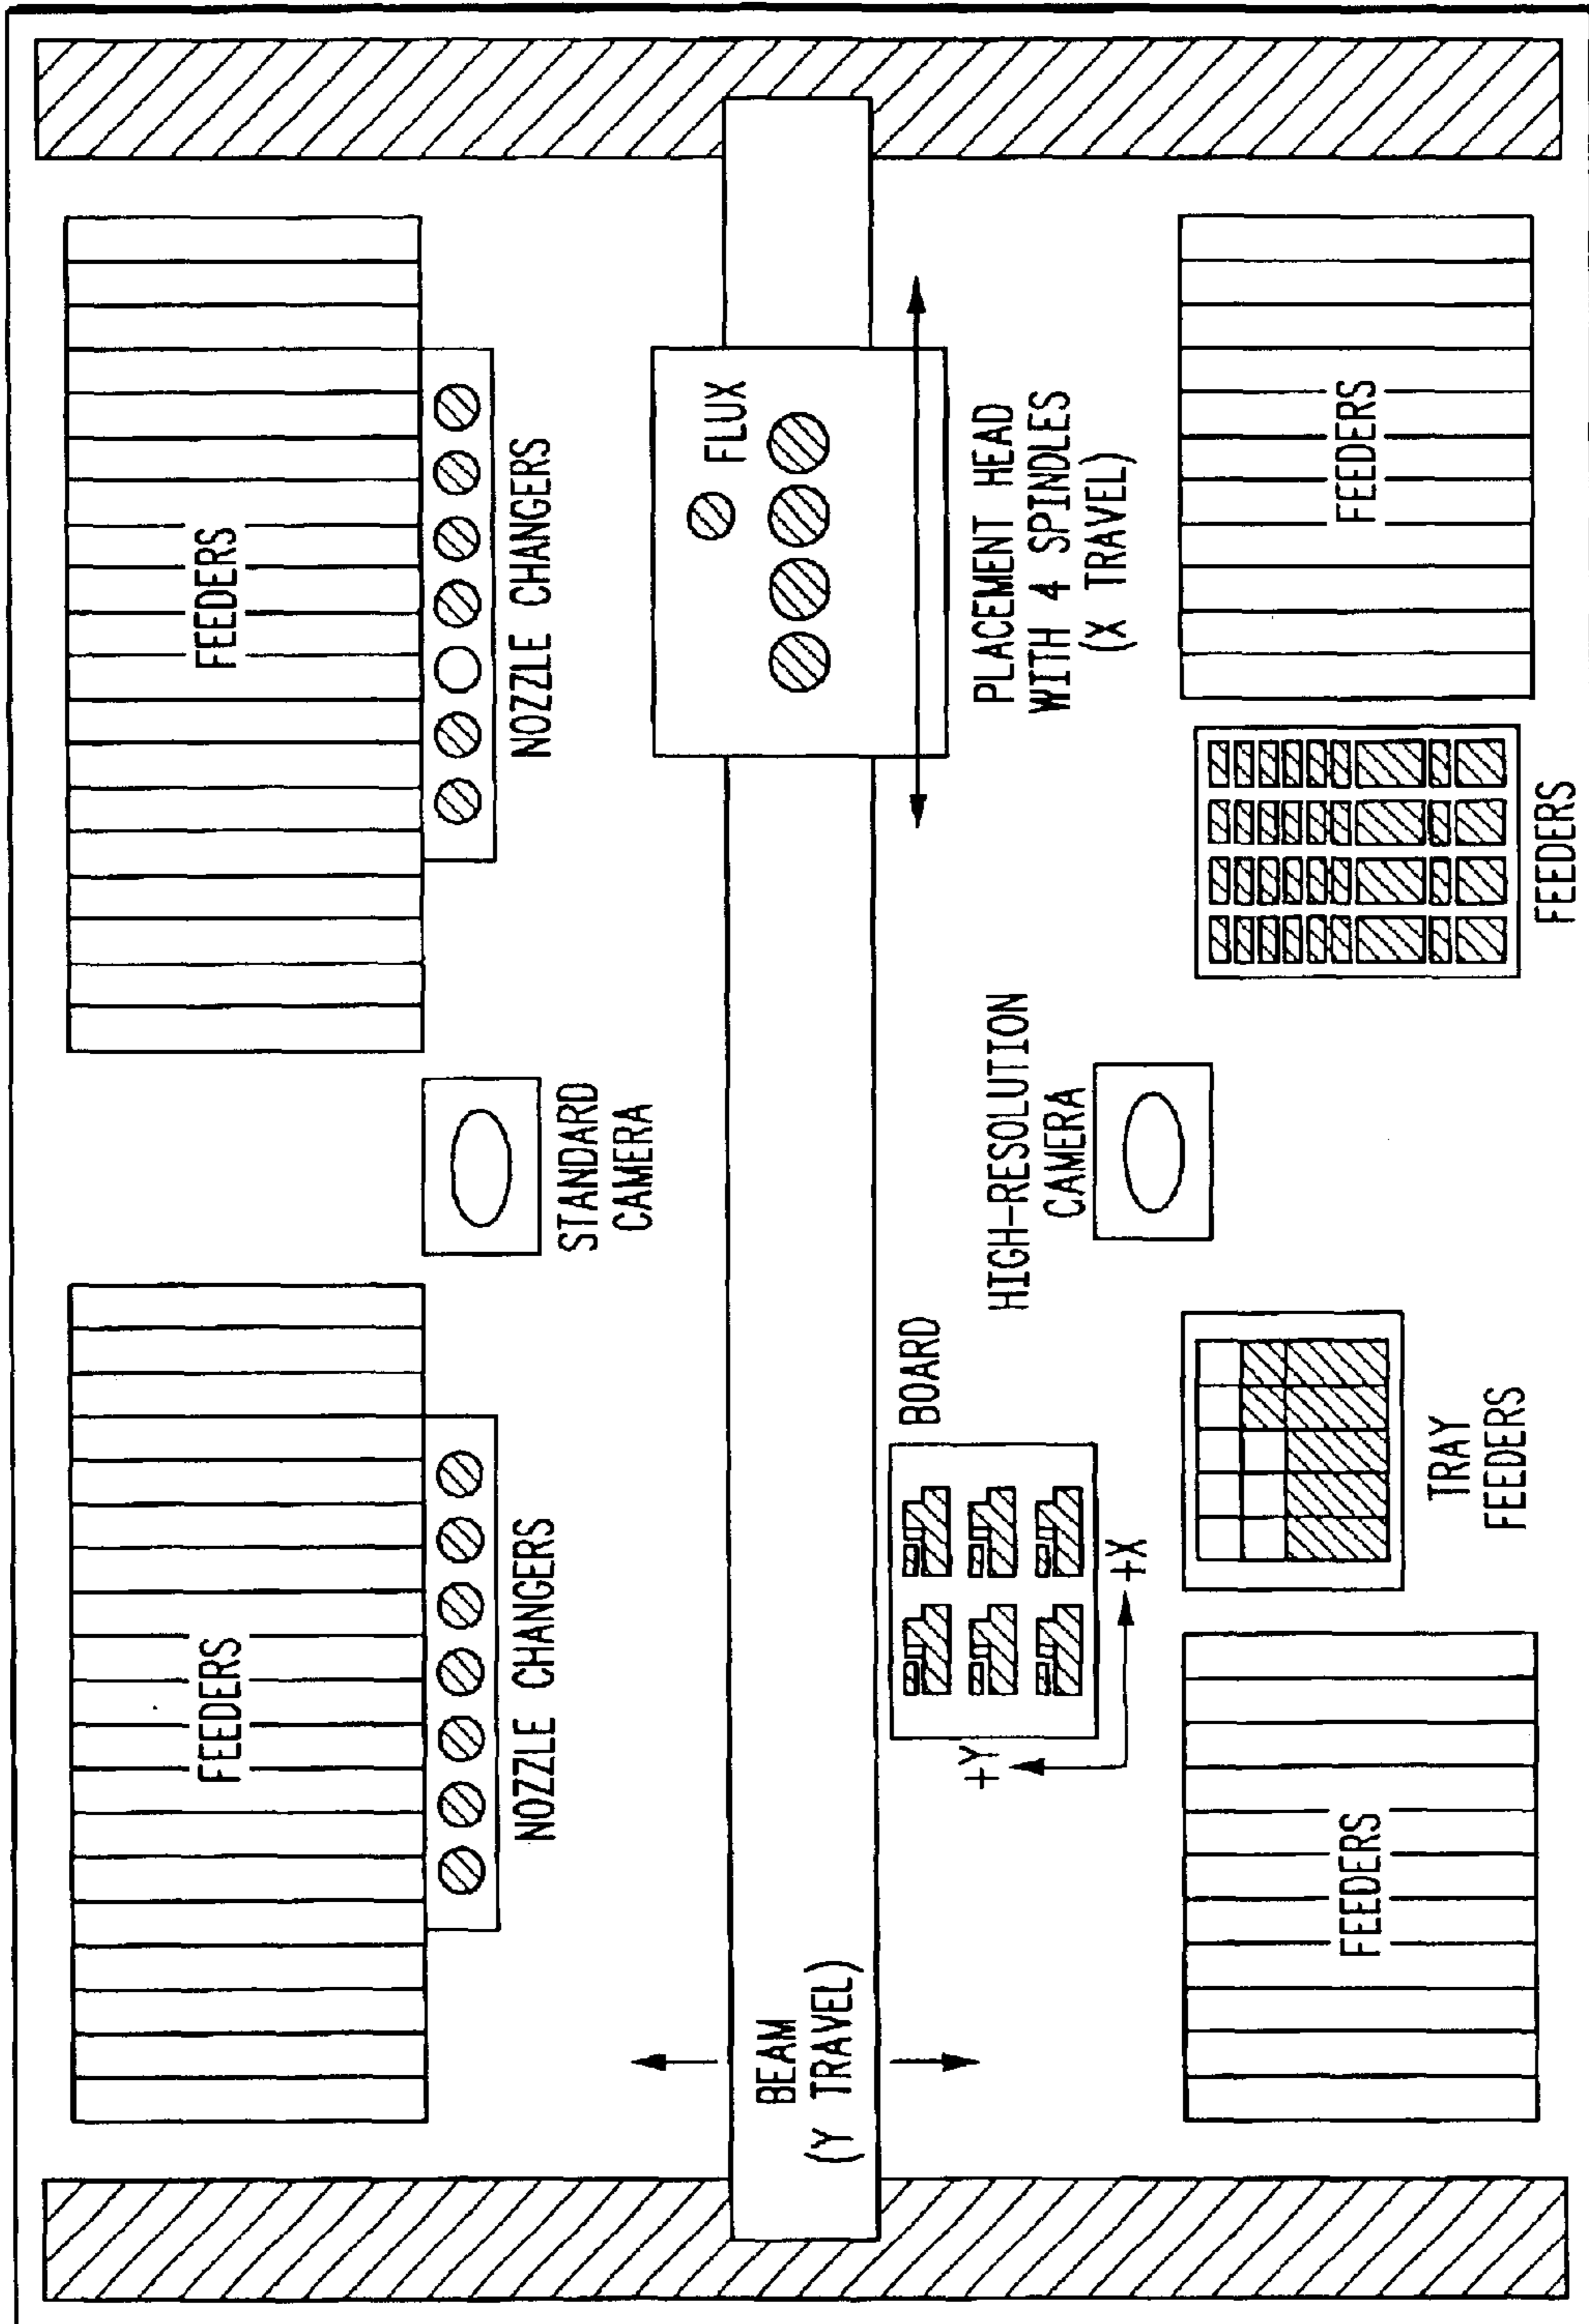 FEEDERS
FEEDERS
NOZZLE CHANGERS
STANDARD
CAMERA
NOZZLE CHANGERS
FLUX
BEAM
(Y TRAVEL)
BOARD
+Y
+X
HIGH-RESOLUTION
CAMERA
PLACEMENT HEAD
WITH 4 SPINDLES
(X TRAVEL)
FEEDERS
TRAY
FEEDERS
FEEDERS
FEEDERS